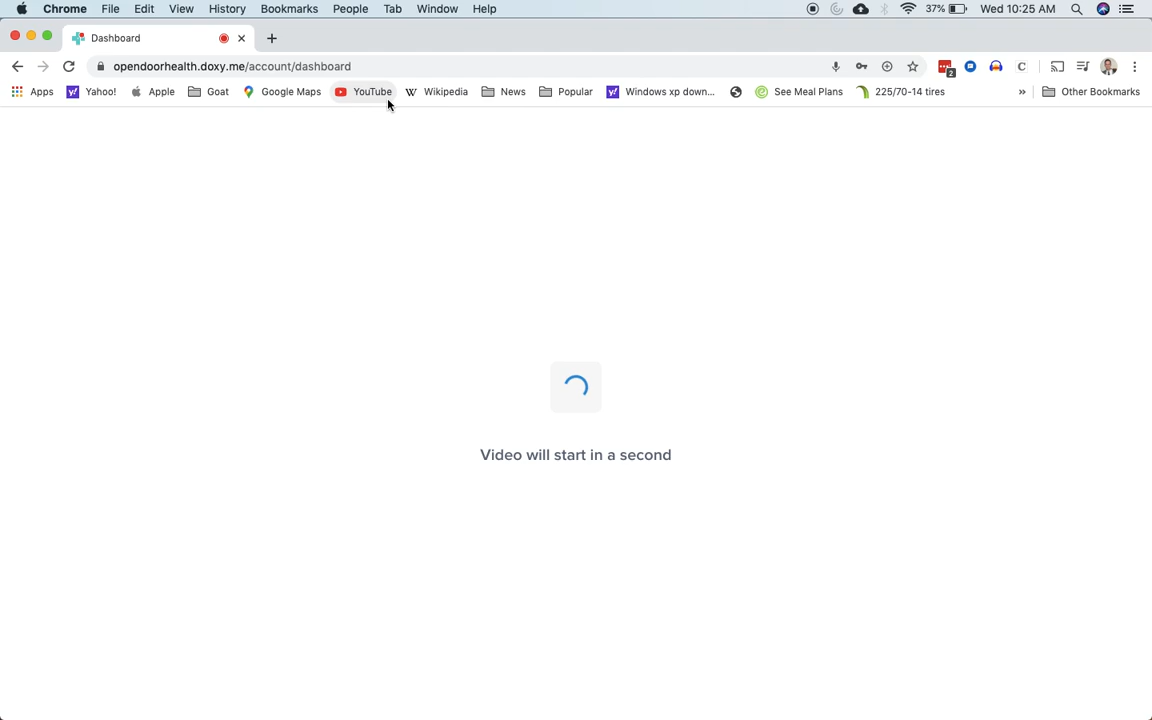 Chrome File Edit View History Bookmarks People Tab Window Help 37% Wed 10:25 AM
Dashboard
opendoorhealth.doxy.me/account/dashboard 2
Apps Yahoo! Apple Goat Google Maps YouTube W Wikipedia News Popular Windows xp down... See Meal Plans 225/70-14 tires » Other Bookmarks
Video will start in a second